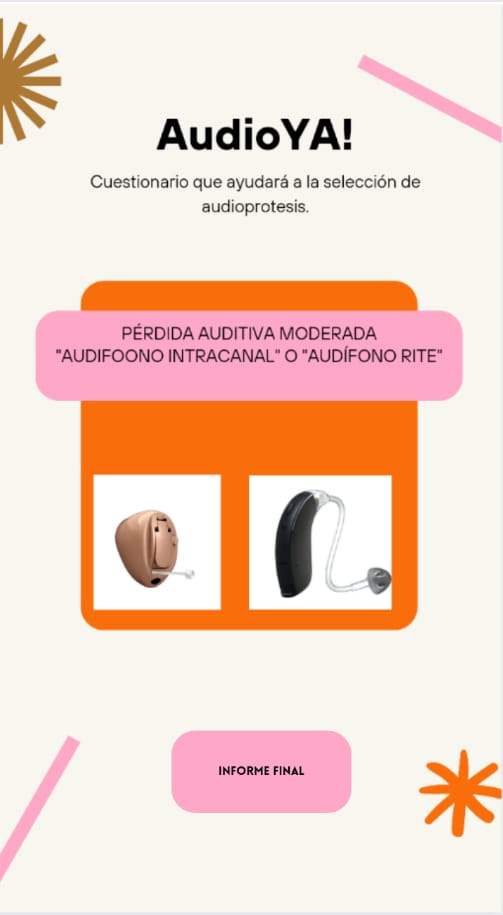 AudioYA!
Cuestionario que ayudará a la selección de
audioprotesis.
PÉRDIDA AUDITIVA MODERADA
"AUDIFOONO INTRACANAL" O "AUDÍFONO RITE"
INFORME FINAL